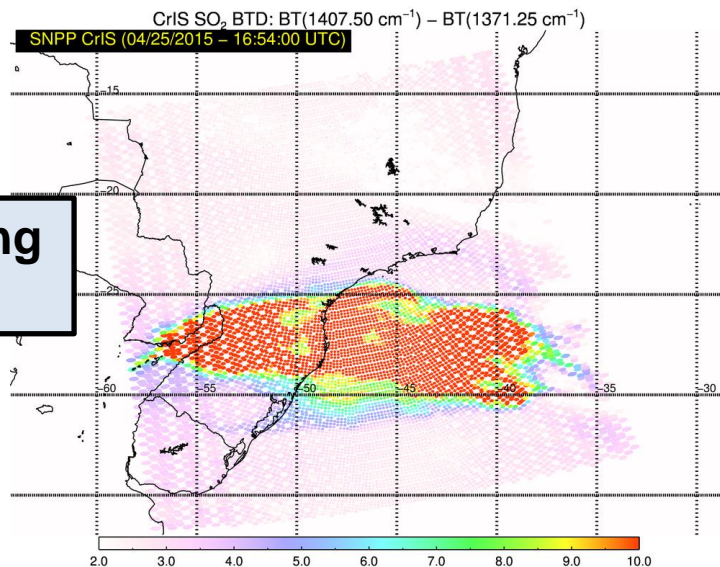 CrIS SO₂ BTD: BT(1407.50 cm⁻¹) – BT(1371.25 cm⁻¹)
SNPP CrIS (04/25/2015 – 16:54:00 UTC)
-15
-20
ng
-25
-60 -55 -50 -45 -40 -35 -30
2.0 3.0 4.0 5.0 6.0 7.0 8.0 9.0 10.0